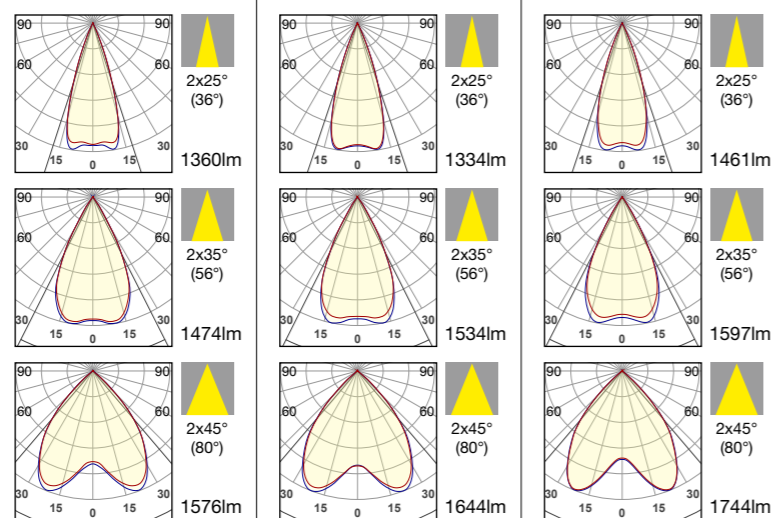 90 90
60 60
30 15 0 15 30
2x25°
(36°)
1360lm
90 90
60 60
30 15 0 15 30
2x25°
(36°)
1334lm
90 90
60 60
30 15 0 15 30
2x25°
(36°)
1461lm
90 90
60 60
30 15 0 15 30
2x35°
(56°)
1474lm
90 90
60 60
30 15 0 15 30
2x35°
(56°)
1534lm
90 90
60 60
30 15 0 15 30
2x35°
(56°)
1597lm
90 90
60 60
30 15 0 15 30
2x45°
(80°)
1576lm
90 90
60 60
30 15 0 15 30
2x45°
(80°)
1644lm
90 90
60 60
30 15 0 15 30
2x45°
(80°)
1744lm